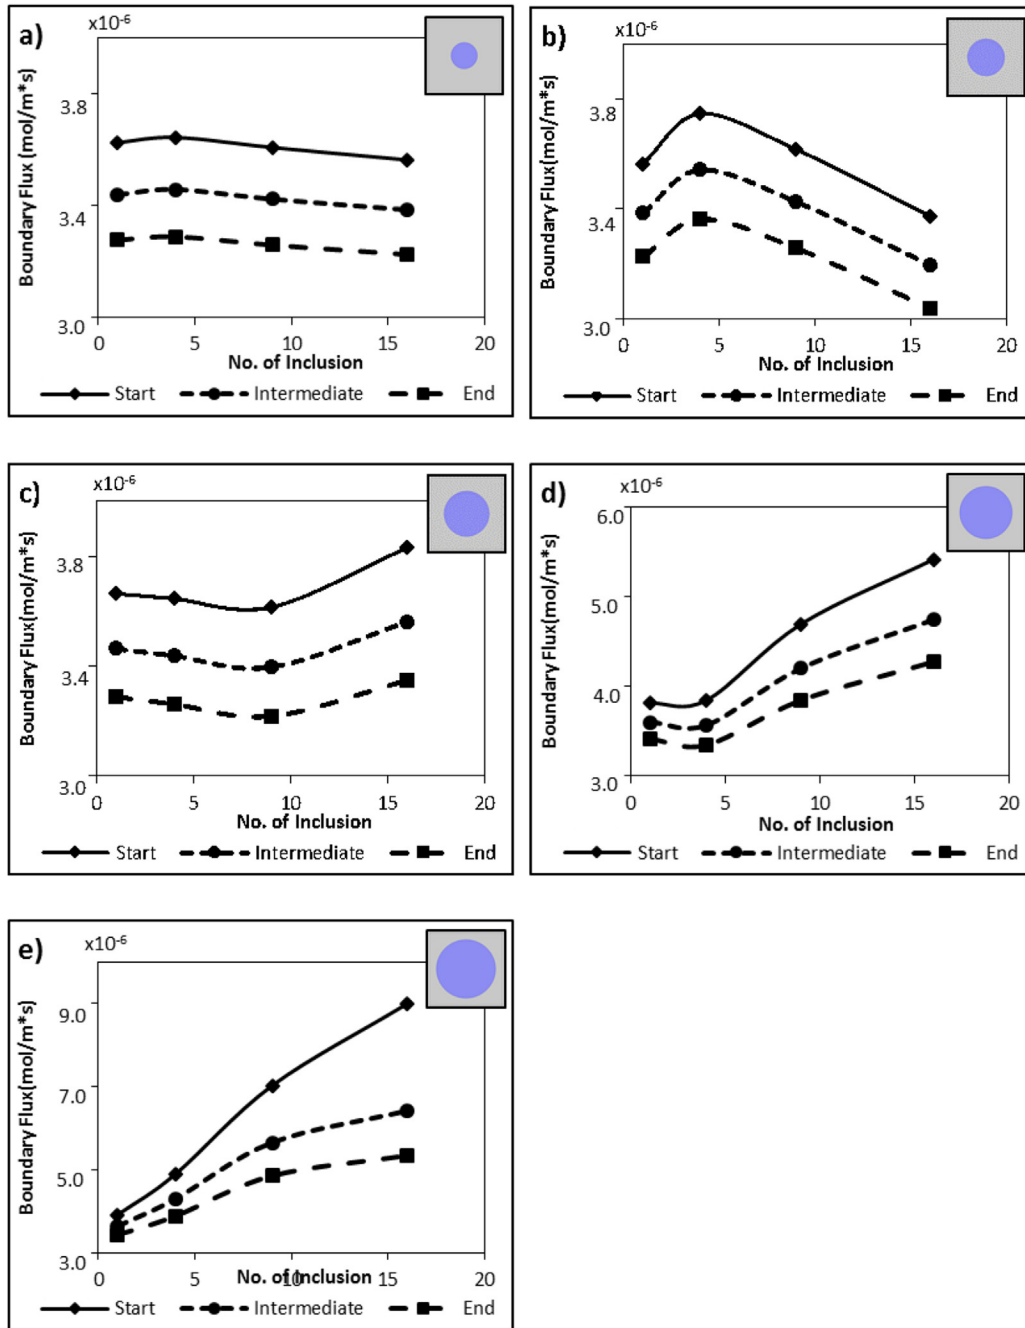 a)
x10-6
Boundary Flux (mol/m*s)
3.8
3.4
3.0
0 5 10 15 20
No. of Inclusion
Start Intermediate End
b)
x10-6
Boundary Flux(mol/m*s)
3.8
3.4
3.0
0 5 10 15 20
No. of Inclusion
Start Intermediate End
c)
x10-6
Boundary Flux(mol/m*s)
3.8
3.4
3.0
0 5 10 15 20
No. of Inclusion
Start Intermediate End
d)
x10-6
Boundary Flux(mol/m*s)
6.0
5.0
4.0
3.0
0 5 10 15 20
No. of Inclusion
Start Intermediate End
e)
x10-6
Boundary Flux(mol/m*s)
9.0
7.0
5.0
3.0
0 5 10 15 20
No. of Inclusion
Start Intermediate End